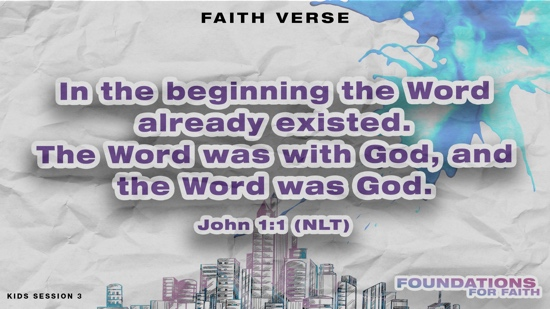 FAITH VERSE
In the beginning the Word
already existed.
The Word was with God, and
the Word was God.
John 1:1 (NLT)
KIDS SESSION 3
FOUNDATIONS
FOR FAITH